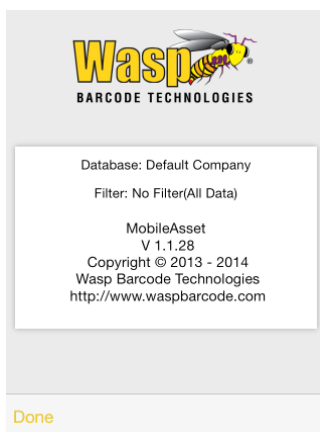 Wasp
BARCODE TECHNOLOGIES
Database: Default Company
Filter: No Filter(All Data)
MobileAsset
V 1.1.28
Copyright © 2013 - 2014
Wasp Barcode Technologies
http://www.waspbarcode.com
Done